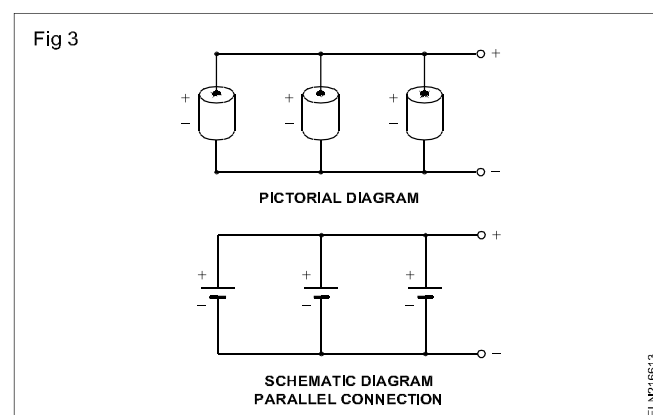 Fig 3
+
+ + +
− − −
−
PICTORIAL DIAGRAM
+
+ + +
− − −
−
SCHEMATIC DIAGRAM
PARALLEL CONNECTION